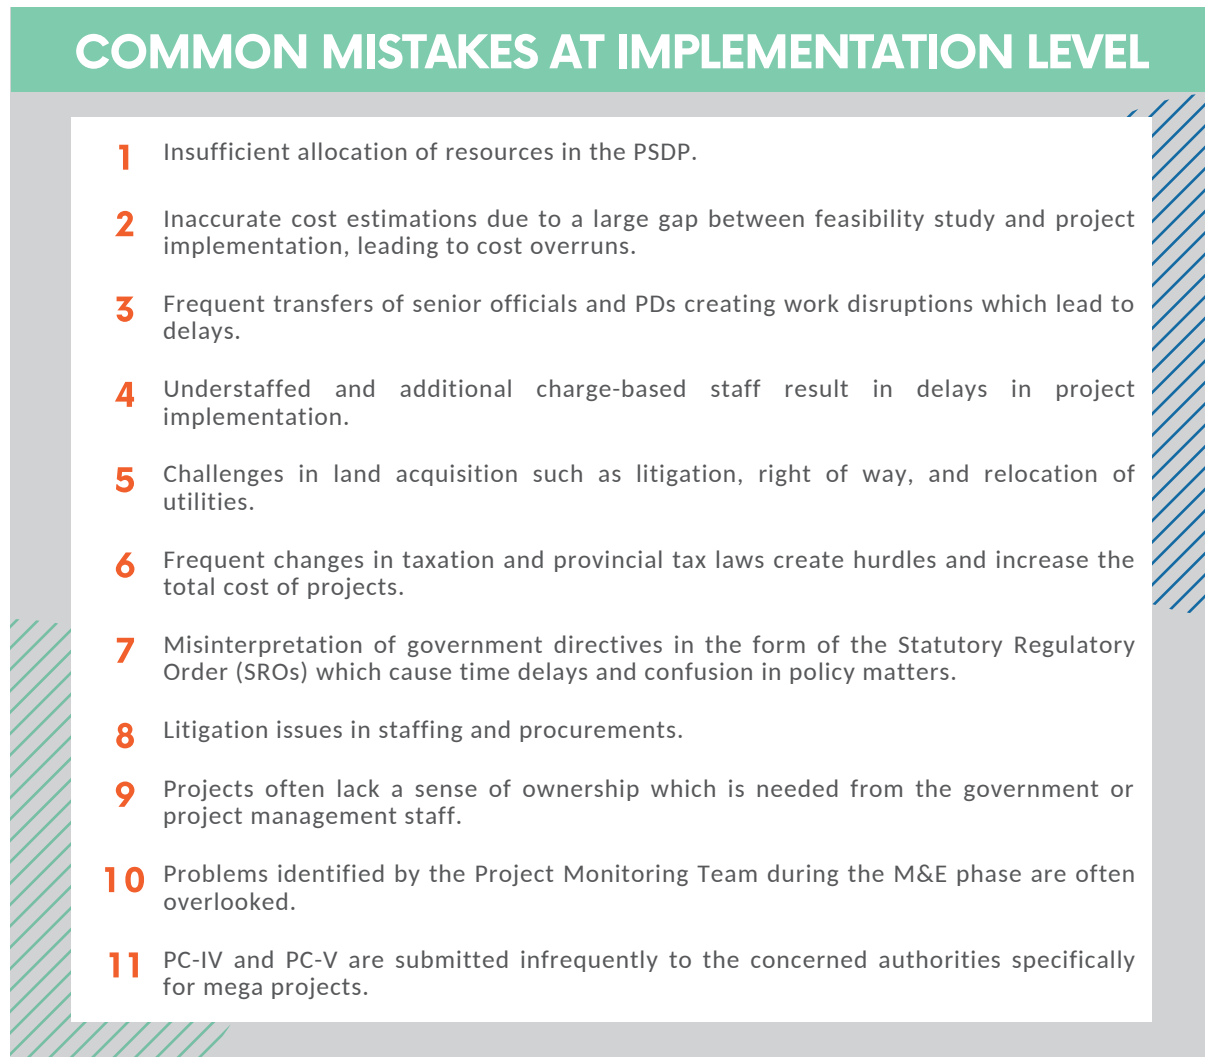 COMMON MISTAKES AT IMPLEMENTATION LEVEL
1 Insufficient allocation of resources in the PSDP.
2 Inaccurate cost estimations due to a large gap between feasibility study and project
implementation, leading to cost overruns.
3 Frequent transfers of senior officials and PDs creating work disruptions which lead to
delays.
4 Understaffed and additional charge-based staff result in delays in project
implementation.
5 Challenges in land acquisition such as litigation, right of way, and relocation of
utilities.
6 Frequent changes in taxation and provincial tax laws create hurdles and increase the
total cost of projects.
7 Misinterpretation of government directives in the form of the Statutory Regulatory
Order (SROs) which cause time delays and confusion in policy matters.
8 Litigation issues in staffing and procurements.
9 Projects often lack a sense of ownership which is needed from the government or
project management staff.
10 Problems identified by the Project Monitoring Team during the M&E phase are often
overlooked.
11 PC-IV and PC-V are submitted infrequently to the concerned authorities specifically
for mega projects.